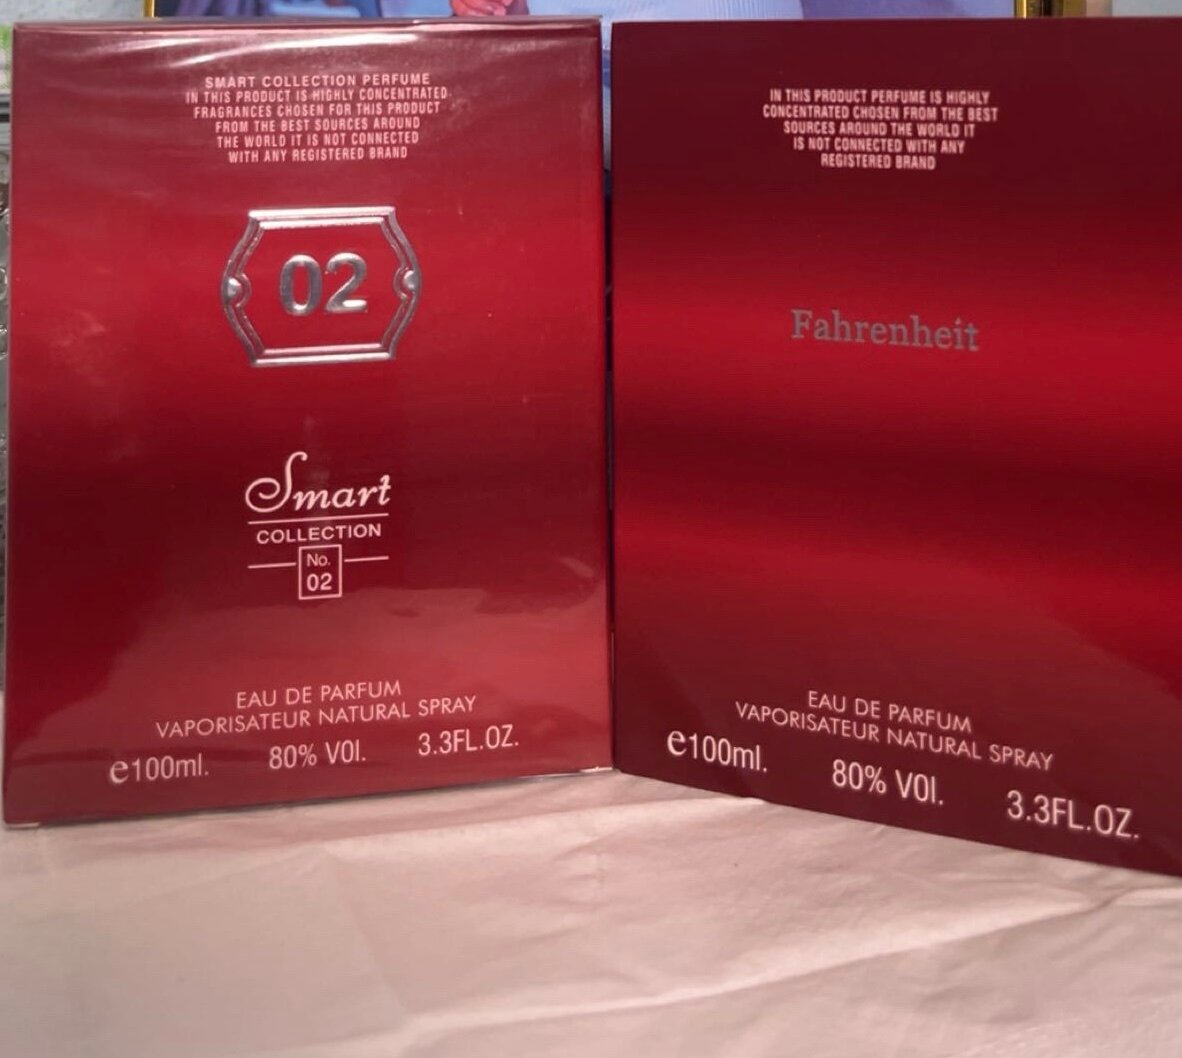 SMART COLLECTION PERFUME
IN THIS PRODUCT IS HIGHLY CONCENTRATED
FRAGRANCES CHOSEN FOR THIS PRODUCT
FROM THE BEST SOURCES AROUND
THE WORLD IT IS NOT CONNECTED
WITH ANY REGISTERED BRAND
02
Smart
COLLECTION
No.
02
EAU DE PARFUM
VAPORISATEUR NATURAL SPRAY
e100ml. 80% VOl. 3.3FL.OZ.
IN THIS PRODUCT PERFUME IS HIGHLY
CONCENTRATED CHOSEN FROM THE BEST
SOURCES AROUND THE WORLD IT
IS NOT CONNECTED WITH ANY
REGISTERED BRAND
Fahrenheit
EAU DE PARFUM
VAPORISATEUR NATURAL SPRAY
e100ml. 80% VOl. 3.3FL.OZ.